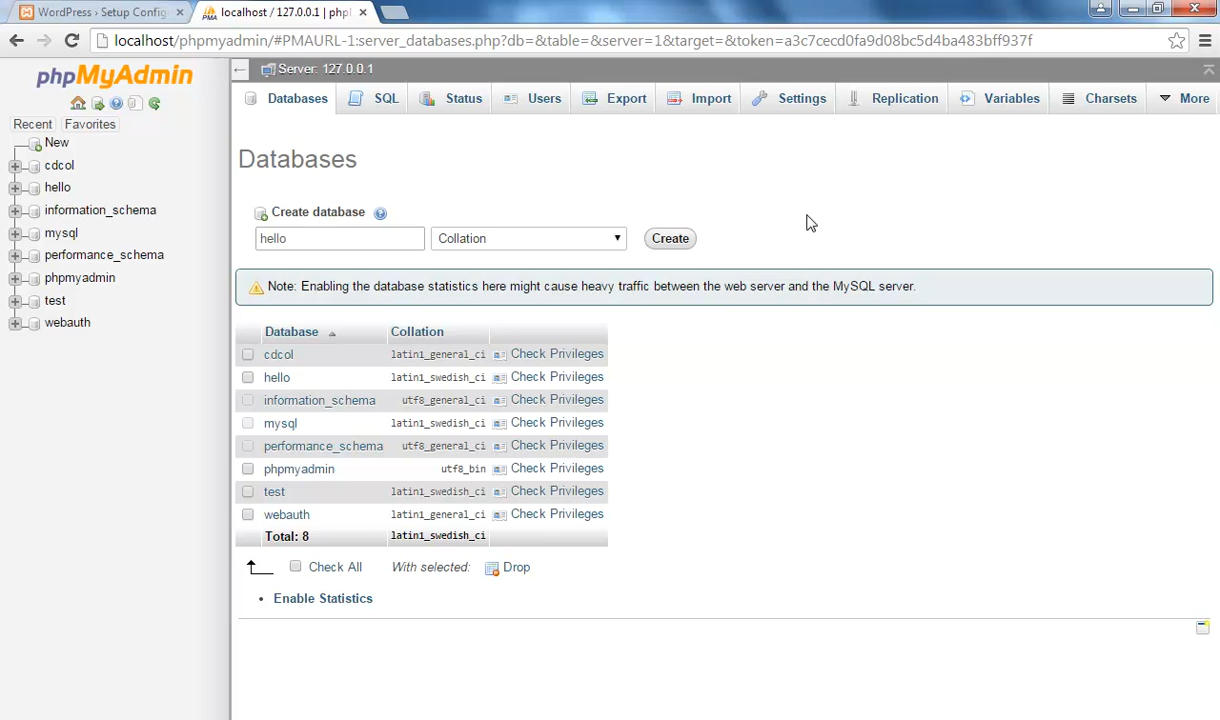 WordPress › Setup Config
localhost / 127.0.0.1 | phpl
localhost/phpmyadmin/#PMAURL-1:server_databases.php?db=&table=&server=1&target=&token=a3c7cecd0fa9d08bc5d4ba483bff937f
phpMyAdmin
Recent Favorites
New
cdcol
hello
information_schema
mysql
performance_schema
phpmyadmin
test
webauth
Server: 127.0.0.1
Databases SQL Status Users Export Import Settings Replication Variables Charsets More
Databases
Create database
hello Collation Create
Note: Enabling the database statistics here might cause heavy traffic between the web server and the MySQL server.
Database Collation
cdcol latin1_general_ci Check Privileges
hello latin1_swedish_ci Check Privileges
information_schema utf8_general_ci Check Privileges
mysql latin1_swedish_ci Check Privileges
performance_schema utf8_general_ci Check Privileges
phpmyadmin utf8_bin Check Privileges
test latin1_swedish_ci Check Privileges
webauth latin1_general_ci Check Privileges
Total: 8 latin1_swedish_ci
Check All With selected: Drop
• Enable Statistics